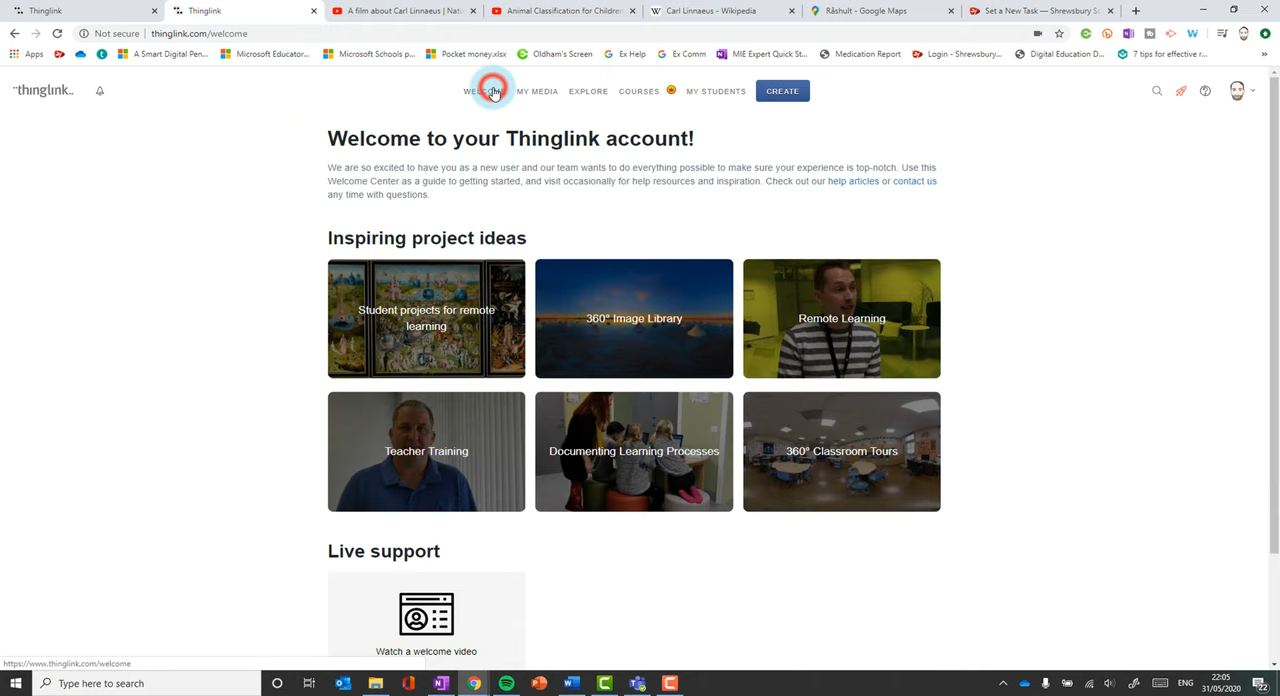 Thinglink
Thinglink
A film about Carl Linnaeus | Natu
Animal Classification for Children
Carl Linnaeus - Wikipedia
Råshult - Google Maps
Set a New Task — Shrewsbury Sc
Not secure | thinglink.com/welcome
Apps
A Smart Digital Pen...
Microsoft Educator...
Microsoft Schools p...
Pocket money.xlsx
Oldham's Screen
Ex Help
Ex Comm
MIE Expert Quick St...
Medication Report
Login - Shrewsbury...
Digital Education D...
7 tips for effective r...
thinglink..
WELCOME
MY MEDIA
EXPLORE
COURSES
MY STUDENTS
CREATE
Welcome to your Thinglink account!
We are so excited to have you as a new user and our team wants to do everything possible to make sure your experience is top-notch. Use this
Welcome Center as a guide to getting started, and visit occasionally for help resources and inspiration. Check out our help articles or contact us
any time with questions.
Inspiring project ideas
Student projects for remote
learning
360° Image Library
Remote Learning
Teacher Training
Documenting Learning Processes
360° Classroom Tours
Live support
Watch a welcome video
https://www.thinglink.com/welcome
Type here to search
ENG
22:05
31/05/2020
22